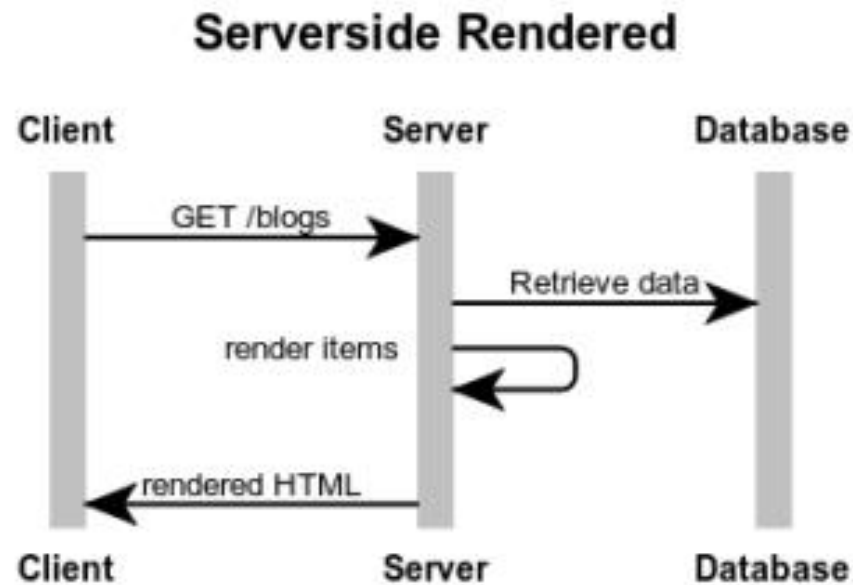 Serverside Rendered
Client Server Database
GET /blogs
Retrieve data
render items
rendered HTML
Client Server Database